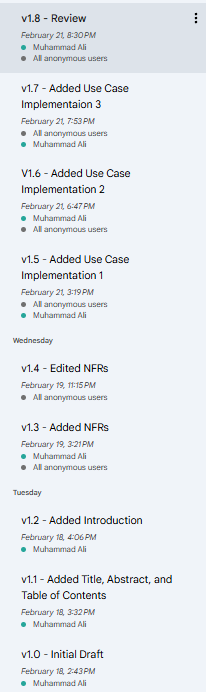 v1.8 - Review
February 21, 8:30 PM
Muhammad Ali
All anonymous users
v1.7 - Added Use Case
Implementaion 3
February 21, 7:53 PM
All anonymous users
Muhammad Ali
V1.6 - Added Use Case
Implementation 2
February 21, 6:47 PM
Muhammad Ali
All anonymous users
v1.5 - Added Use Case
Implementation 1
February 21, 3:19 PM
All anonymous users
Muhammad Ali
Wednesday
v1.4 - Edited NFRs
February 19, 11:15 PM
All anonymous users
v1.3 - Added NFRs
February 19, 3:21 PM
Muhammad Ali
All anonymous users
Tuesday
v1.2 - Added Introduction
February 18, 4:06 PM
Muhammad Ali
v1.1 - Added Title, Abstract, and
Table of Contents
February 18, 3:32 PM
Muhammad Ali
v1.0 - Initial Draft
February 18, 2:43 PM
Muhammad Ali